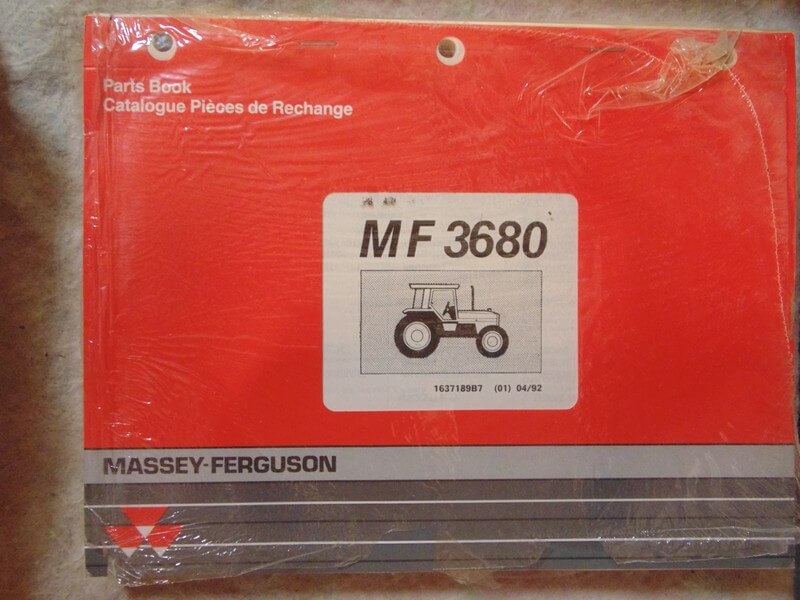 Parts Book
Catalogue Pièces de Rechange
MF 3680
1637189B7 (01) 04/92
MASSEY-FERGUSON